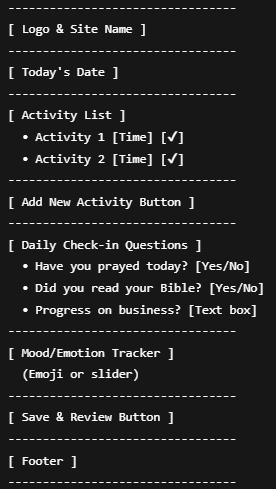 ----------------------------------
[ Logo & Site Name ]
----------------------------------
[ Today's Date ]
----------------------------------
[ Activity List ]
  • Activity 1 [Time] [✓]
  • Activity 2 [Time] [✓]
----------------------------------
[ Add New Activity Button ]
----------------------------------
[ Daily Check-in Questions ]
  • Have you prayed today? [Yes/No]
  • Did you read your Bible? [Yes/No]
  • Progress on business? [Text box]
----------------------------------
[ Mood/Emotion Tracker ]
  (Emoji or slider)
----------------------------------
[ Save & Review Button ]
----------------------------------
[ Footer ]
----------------------------------